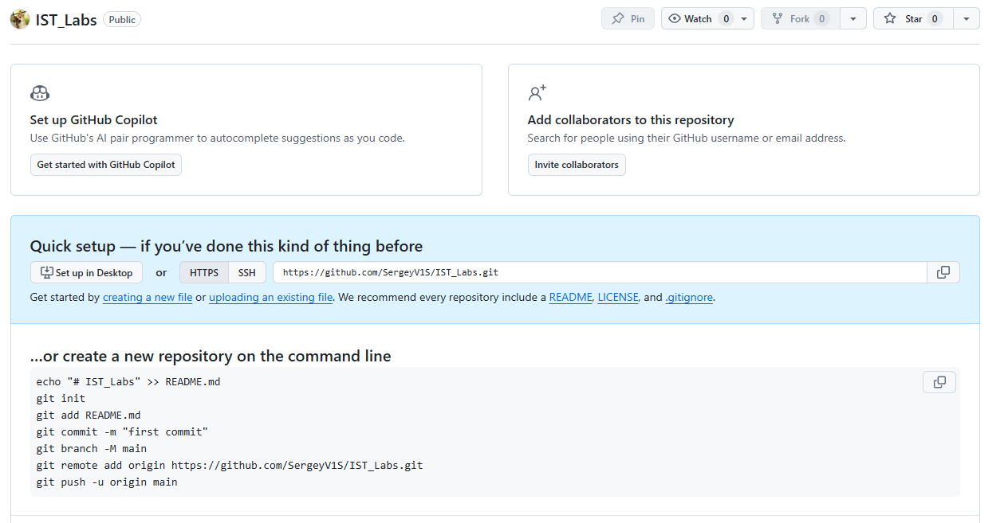 IST_Labs Public Pin Watch 0 Fork 0 Star 0
Set up GitHub Copilot
Use GitHub's AI pair programmer to autocomplete suggestions as you code.
Get started with GitHub Copilot
Add collaborators to this repository
Search for people using their GitHub username or email address.
Invite collaborators
Quick setup — if you've done this kind of thing before
Set up in Desktop or HTTPS SSH https://github.com/SergeyV1S/IST_Labs.git
Get started by creating a new file or uploading an existing file. We recommend every repository include a README, LICENSE, and .gitignore.
…or create a new repository on the command line
echo "# IST_Labs" >> README.md
git init
git add README.md
git commit -m "first commit"
git branch -M main
git remote add origin https://github.com/SergeyV1S/IST_Labs.git
git push -u origin main